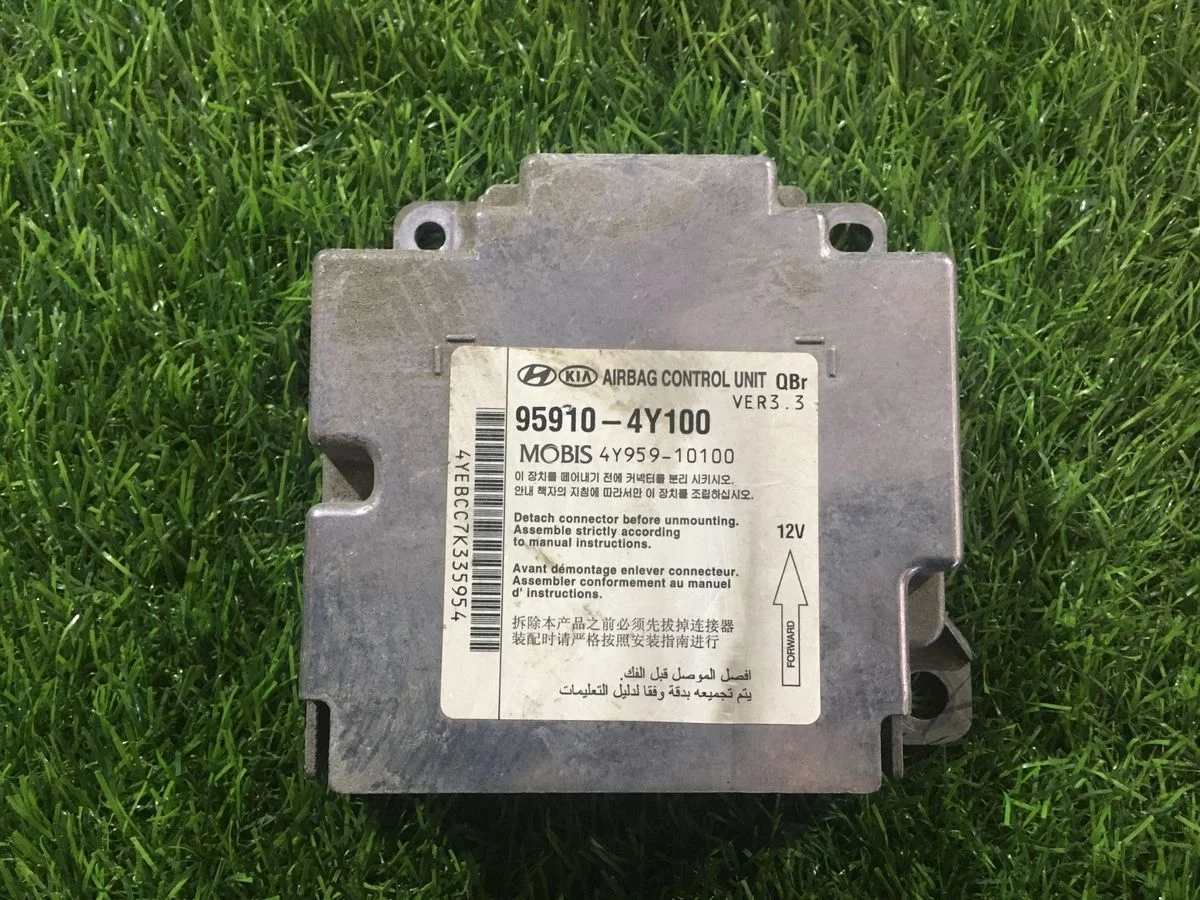 HYUNDAI KIA AIRBAG CONTROL UNIT QBr
VER3.3
95910-4Y100
MOBIS 4Y959-10100
이 장치를 떼어내기 전에 커넥터를 분리 시키시오.
안내 책자의 지침에 따라서만 이 장치를 조립하십시오.
Detach connector before unmounting.
Assemble strictly according
to manual instructions.
12V
Avant démontage enlever connecteur.
Assembler conformement au manuel
d' instructions.
拆除本产品之前必须先拔掉连接器
装配时请严格按照安装指南进行
افصل الموصل قبل الفك.
يتم تجميعه بدقة وفقا لدليل التعليمات
FORWARD
4YEBCC7K335954